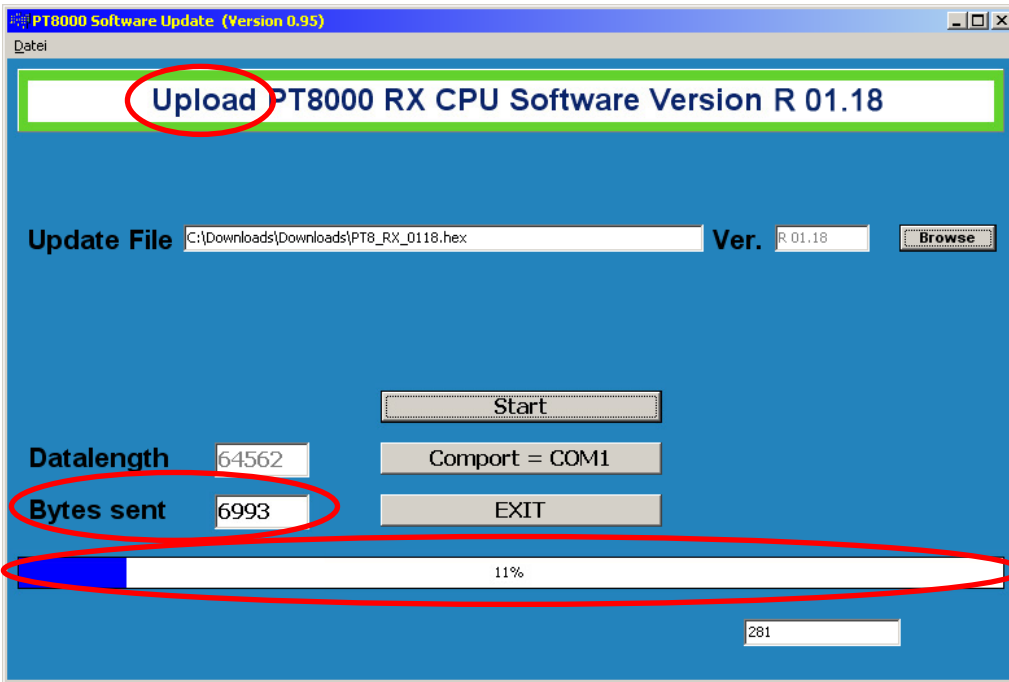 PT8000 Software Update (Version 0.95)
Datei
Upload PT8000 RX CPU Software Version R 01.18
Update File C:\Downloads\Downloads\PT8_RX_0118.hex Ver. R 01.18 Browse
Start
Datalength 64562 Comport = COM1
Bytes sent 6993 EXIT
11%
281